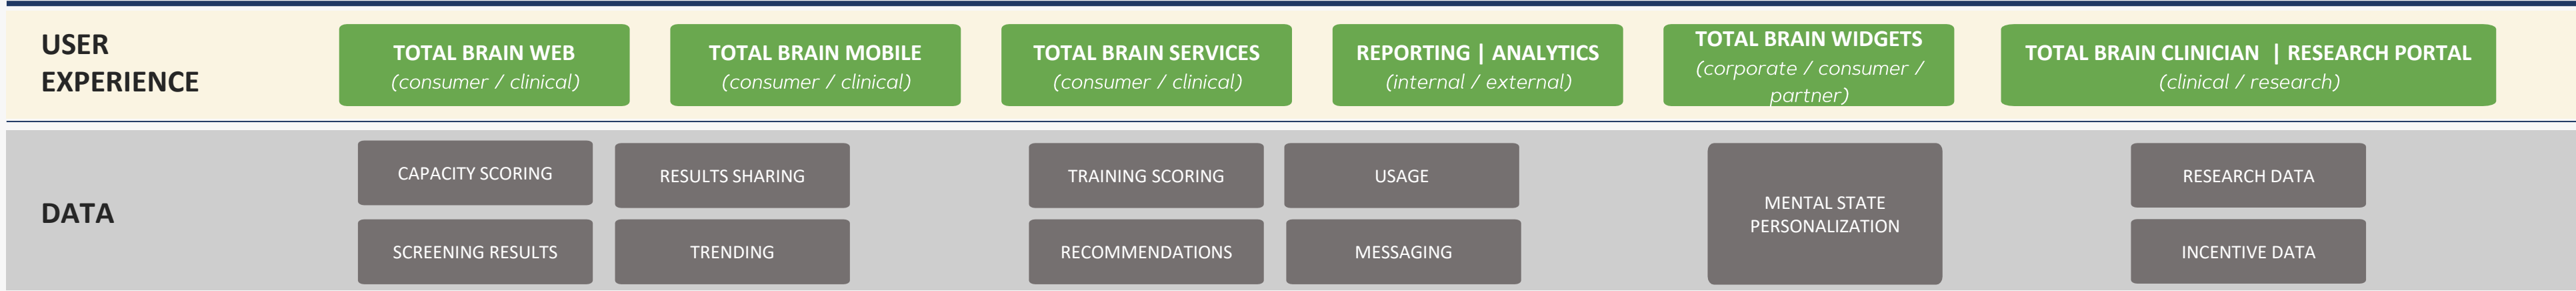 USER
EXPERIENCE
TOTAL BRAIN WEB
(consumer / clinical)
TOTAL BRAIN MOBILE
(consumer / clinical)
TOTAL BRAIN SERVICES
(consumer / clinical)
REPORTING | ANALYTICS
(internal / external)
TOTAL BRAIN WIDGETS
(corporate / consumer /
partner)
TOTAL BRAIN CLINICIAN | RESEARCH PORTAL
(clinical / research)
DATA
CAPACITY SCORING
RESULTS SHARING
TRAINING SCORING
USAGE
MENTAL STATE
PERSONALIZATION
RESEARCH DATA
SCREENING RESULTS
TRENDING
RECOMMENDATIONS
MESSAGING
INCENTIVE DATA